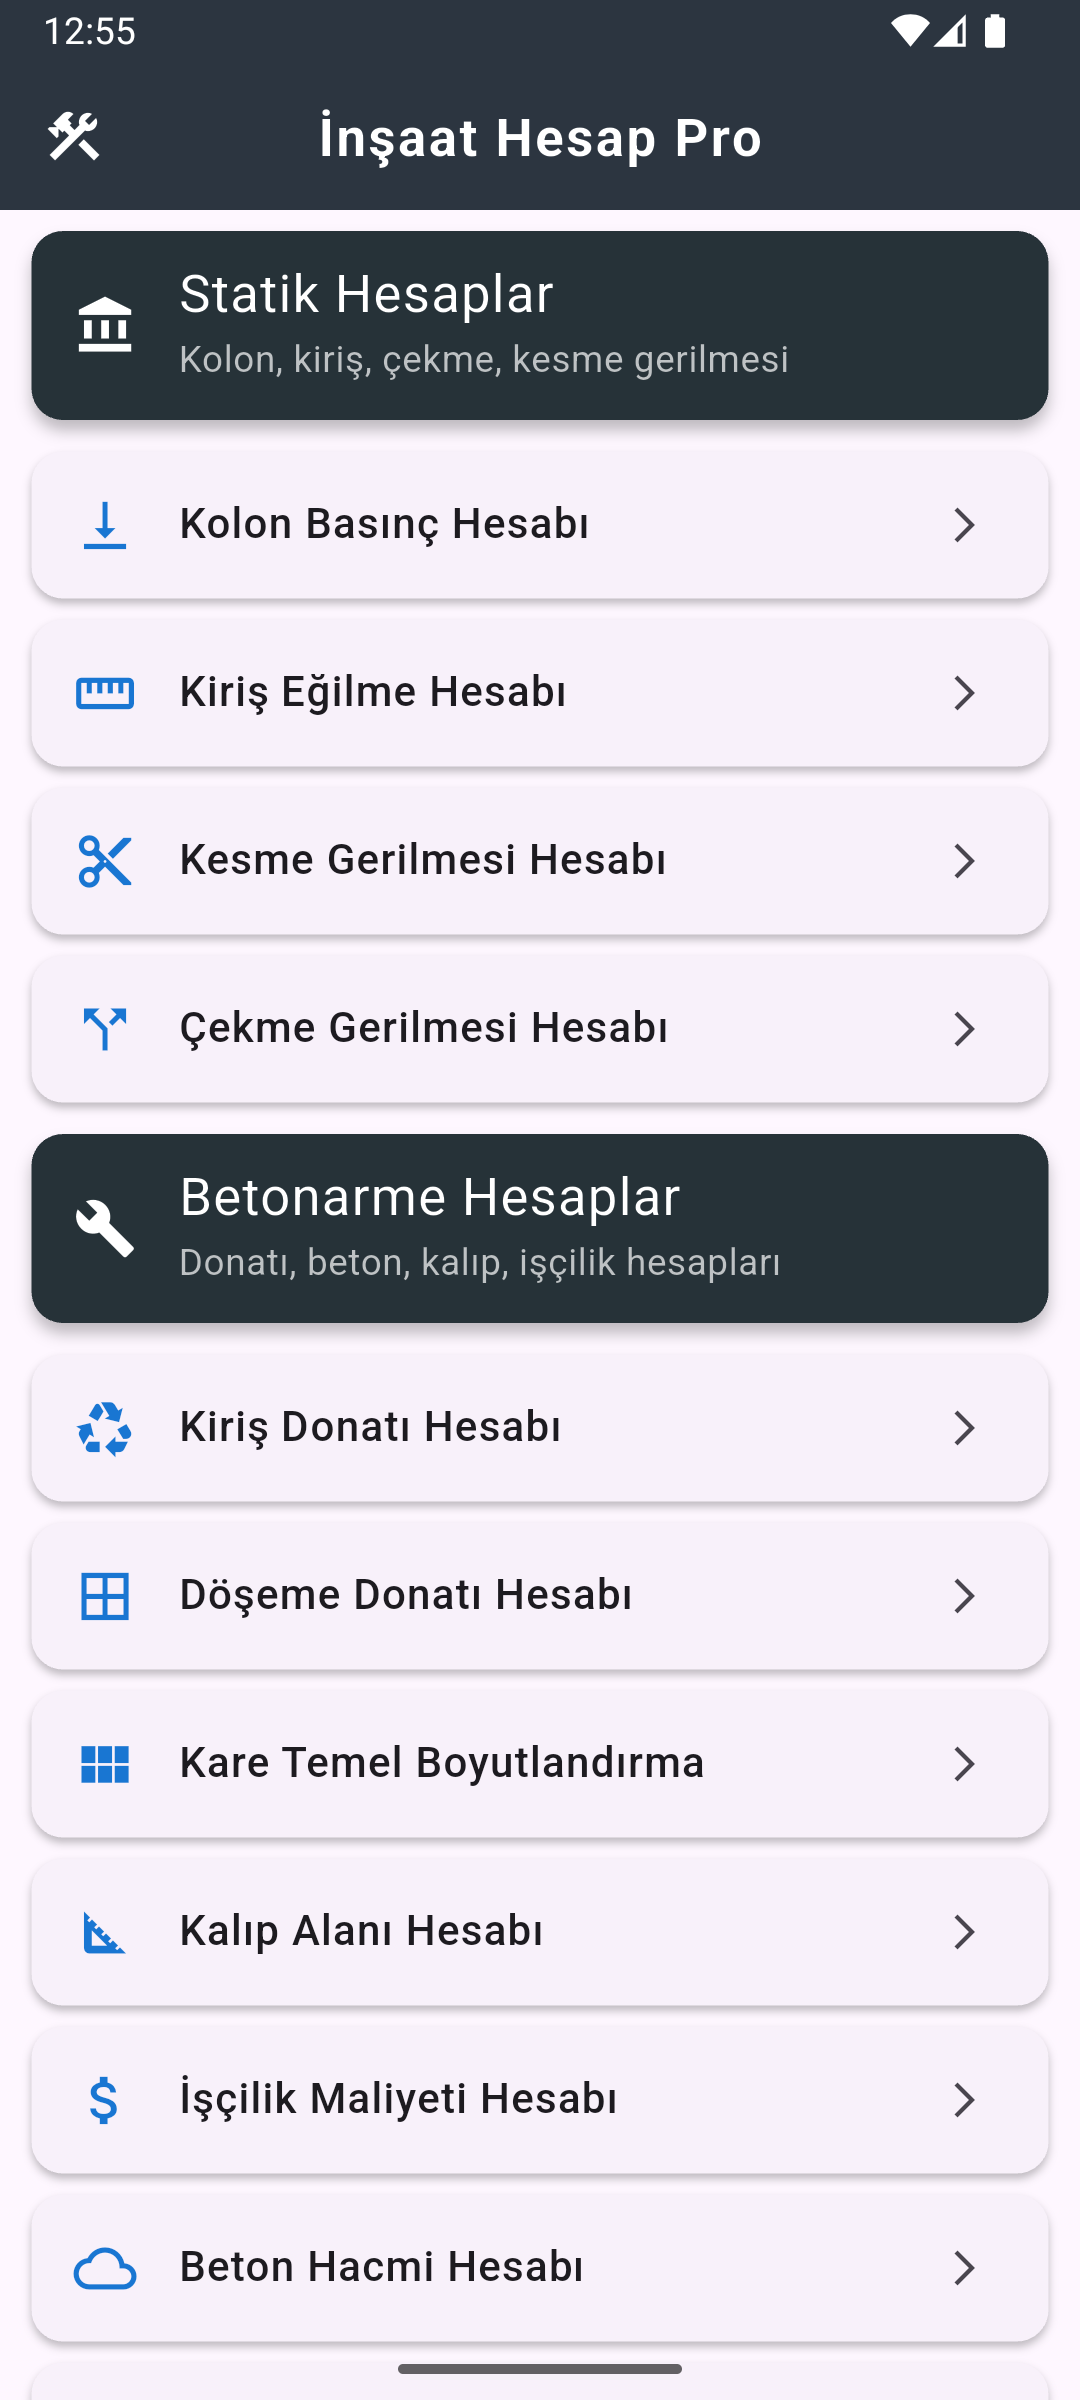 12:55
İnşaat Hesap Pro
Statik Hesaplar
Kolon, kiriş, çekme, kesme gerilmesi
Kolon Basınç Hesabı
Kiriş Eğilme Hesabı
Kesme Gerilmesi Hesabı
Çekme Gerilmesi Hesabı
Betonarme Hesaplar
Donatı, beton, kalıp, işçilik hesapları
Kiriş Donatı Hesabı
Döşeme Donatı Hesabı
Kare Temel Boyutlandırma
Kalıp Alanı Hesabı
İşçilik Maliyeti Hesabı
Beton Hacmi Hesabı